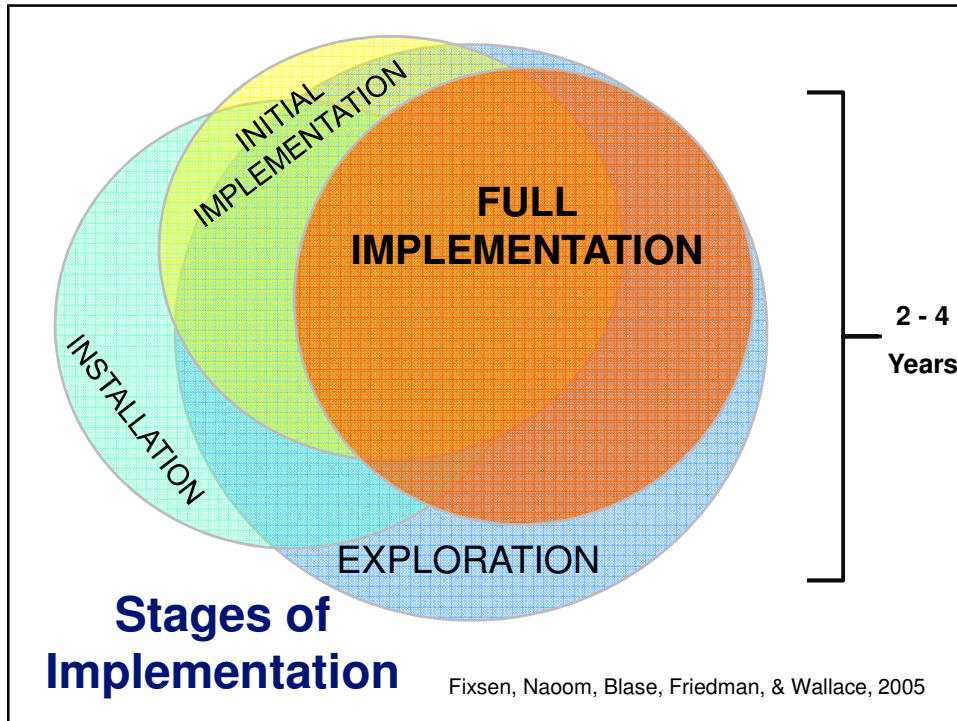 INITIAL
IMPLEMENTATION
FULL
IMPLEMENTATION
2 - 4
Years
INSTALLATION
EXPLORATION
Stages of
Implementation
Fixsen, Naoom, Blase, Friedman, & Wallace, 2005